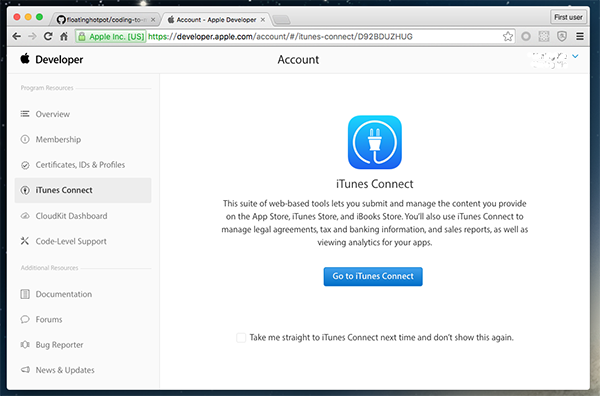 floatinghotpot/coding-to-
Account - Apple Developer
First user
Apple Inc. [US]
https://developer.apple.com/account/#/itunes-connect/D92BDUZHUG
Developer
Account
Program Resources
Overview
Membership
Certificates, IDs & Profiles
iTunes Connect
CloudKit Dashboard
Code-Level Support
Additional Resources
Documentation
Forums
Bug Reporter
News & Updates
iTunes Connect
This suite of web-based tools lets you submit and manage the content you provide
on the App Store, iTunes Store, and iBooks Store. You'll also use iTunes Connect to
manage legal agreements, tax and banking information, and sales reports, as well as
viewing analytics for your apps.
Go to iTunes Connect
Take me straight to iTunes Connect next time and don't show this again.